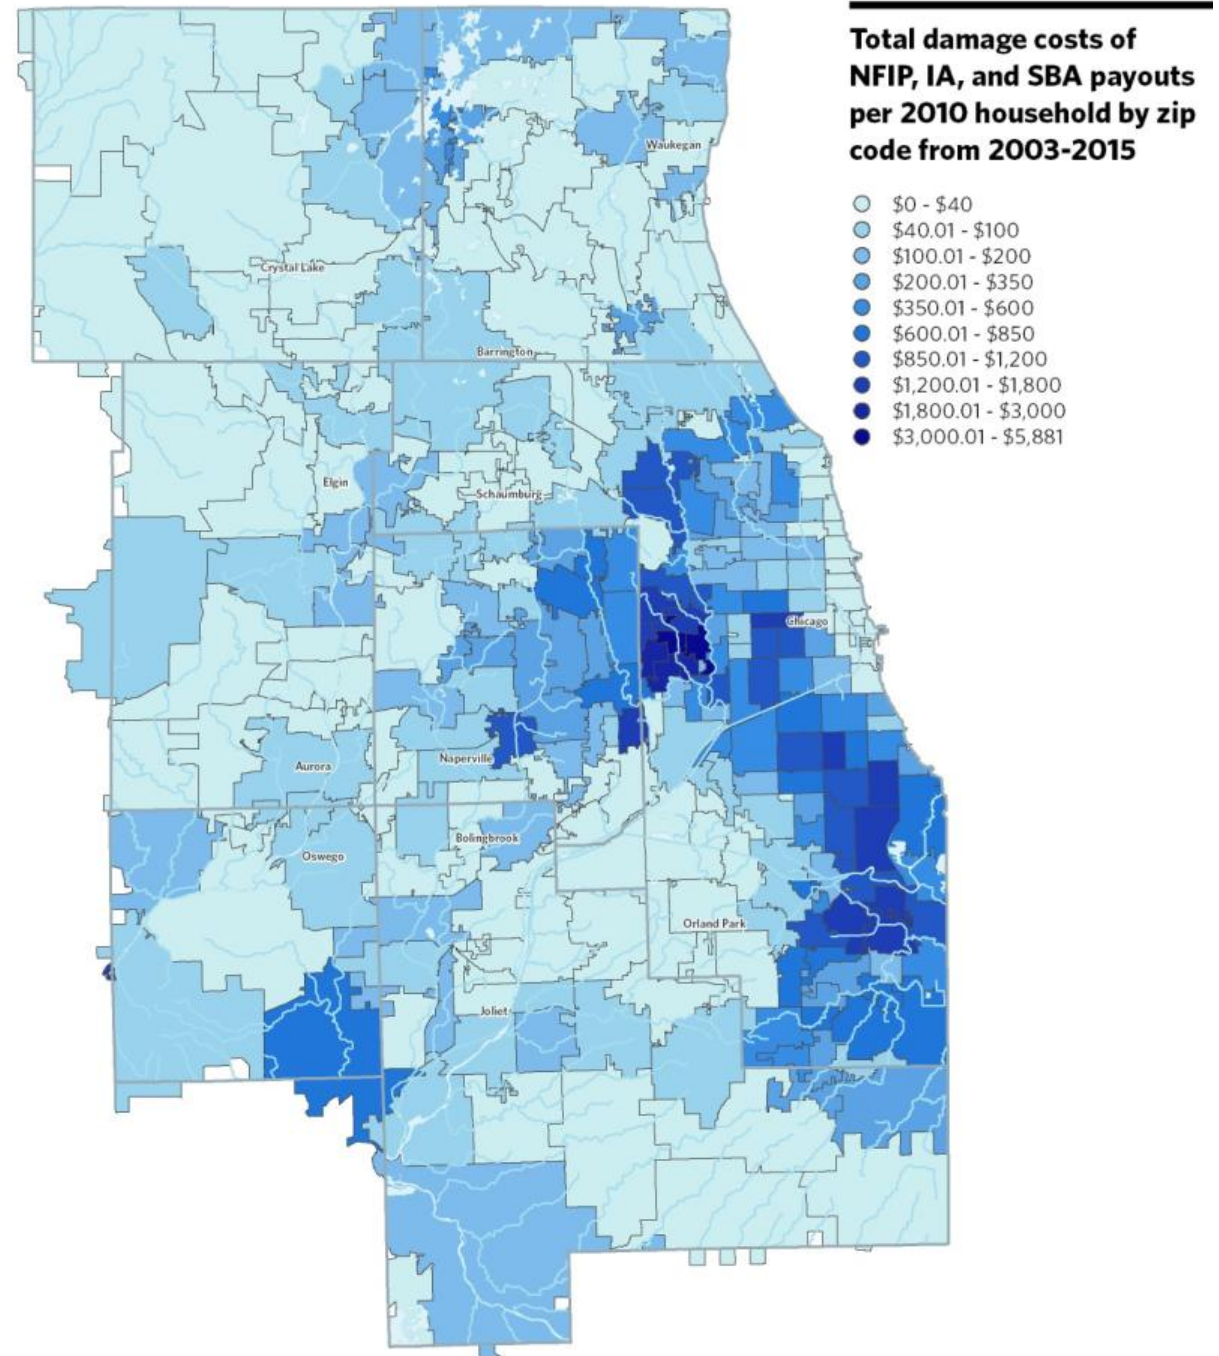 Total damage costs of
NFIP, IA, and SBA payouts
per 2010 household by zip
code from 2003-2015
$0 - $40
$40.01 - $100
$100.01 - $200
$200.01 - $350
$350.01 - $600
$600.01 - $850
$850.01 - $1,200
$1,200.01 - $1,800
$1,800.01 - $3,000
$3,000.01 - $5,881
Waukegan
Crystal Lake
Barrington
Elgin
Schaumburg
Chicago
Naperville
Aurora
Bolingbrook
Oswego
Orland Park
Joliet